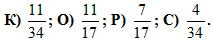 К) 11/34; О) 11/17; Р) 7/17; С) 4/34.